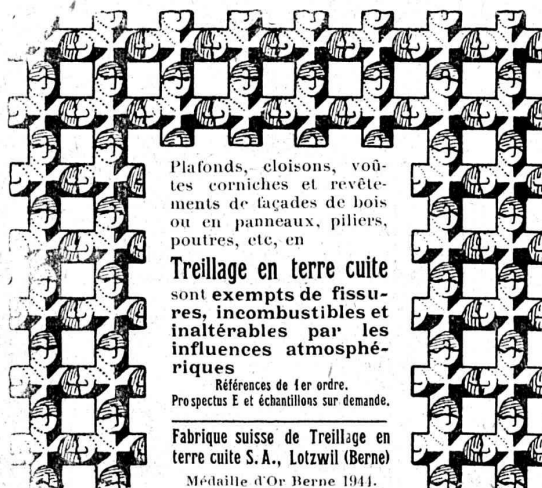 Plafonds, cloisons, voû-
tes corniches et revête-
ments de façades de bois
ou en panneaux, piliers,
poutres, etc, en
Treillage en terre cuite
sont exempts de fissu-
res, incombustibles et
inaltérables par les
influences atmosphé-
riques
Références de 1er ordre.
Prospectus E et échantillons sur demande.
Fabrique suisse de Treillage en
terre cuite S.A., Lotzwil (Berne)
Médaille d'Or Berne 1944.